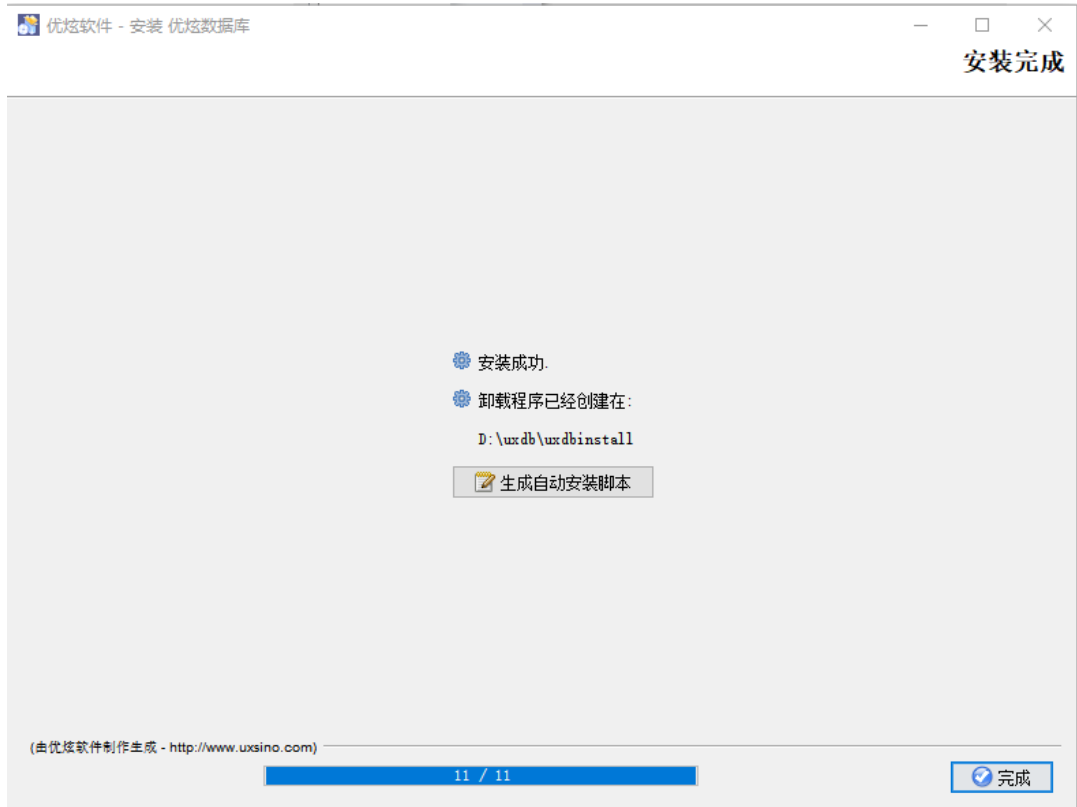 优炫软件 - 安装 优炫数据库
安装完成
安装成功.
卸载程序已经创建在:
D:\uxdb\uxdbinstall
生成自动安装脚本
(由优炫软件制作生成 - http://www.uxsino.com)
11 / 11
完成